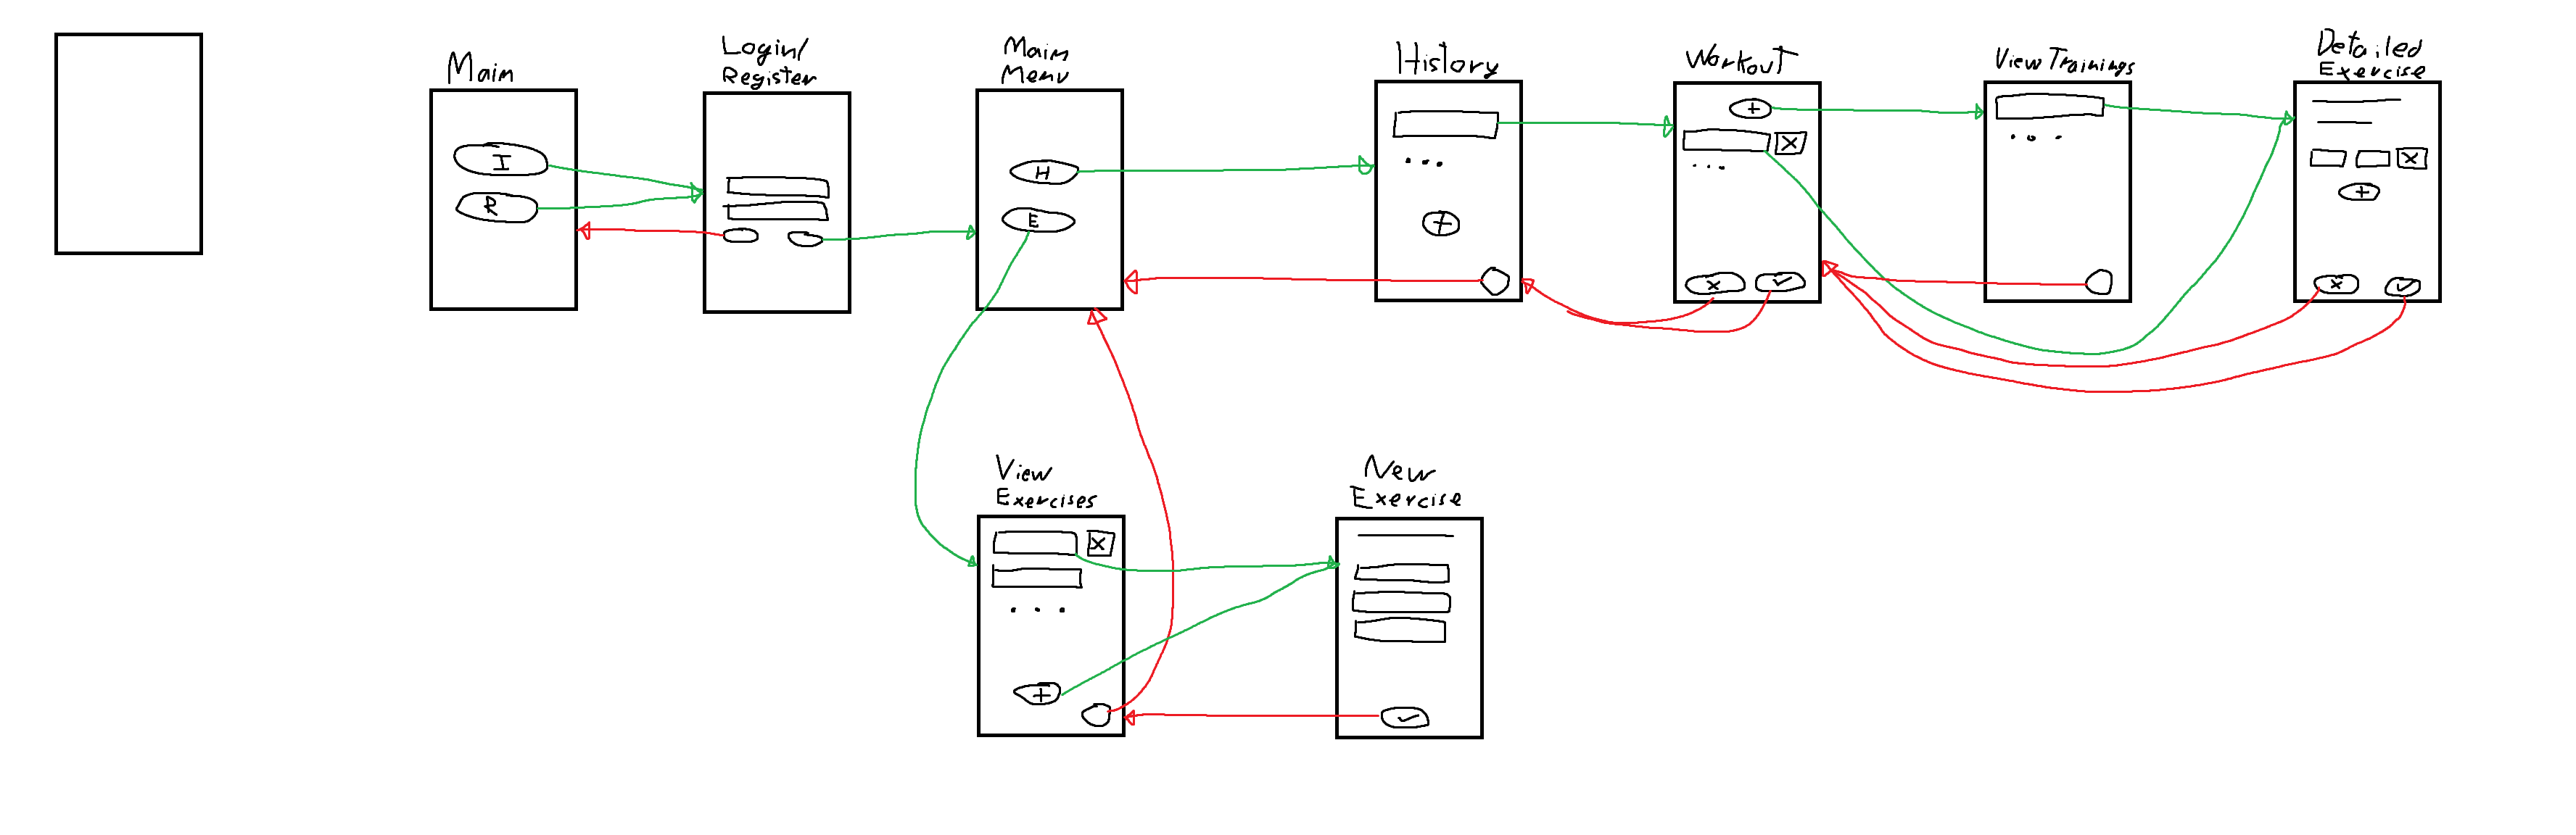 Main
Login/
Register
Main
Menu
History
Workout
View Trainings
Detailed
Exercise
I
R
H
E
+
X
...
+
X
✓
...
X
+
X
✓
View
Exercises
X
...
+
New
Exercise
✓